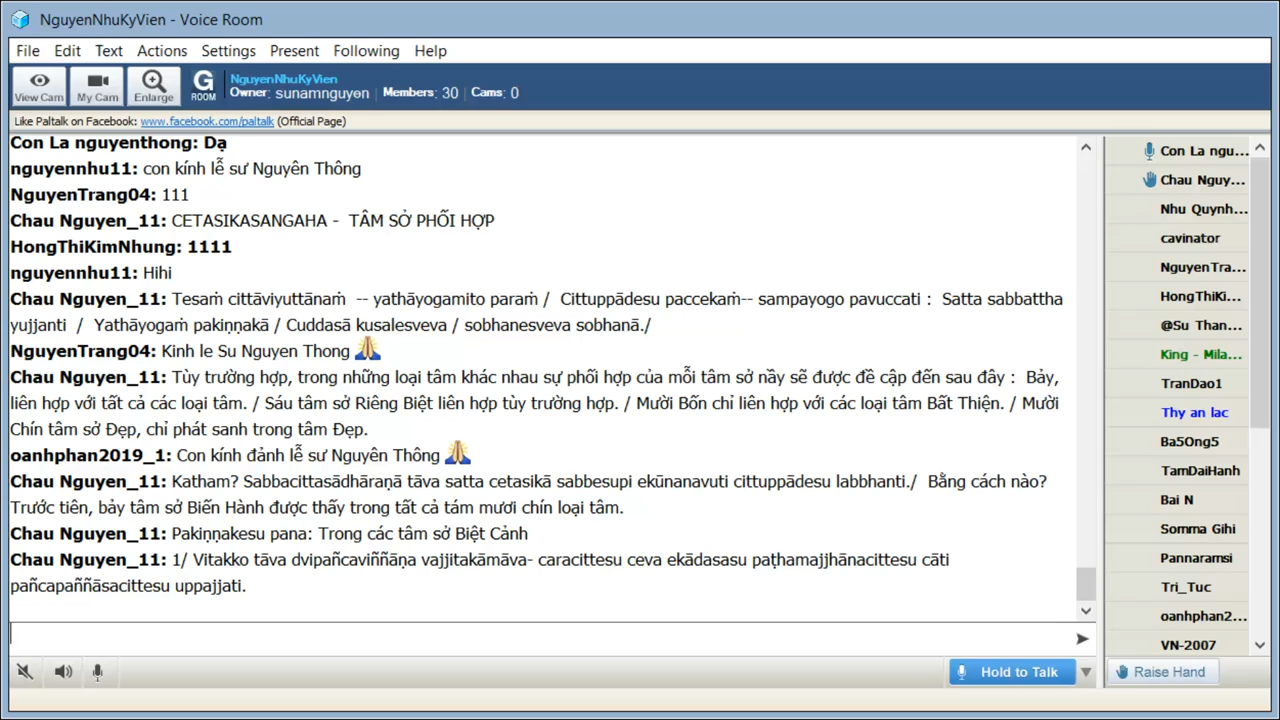 NguyenNhuKyVien - Voice Room
File Edit Text Actions Settings Present Following Help
View Cam My Cam Enlarge G ROOM
NguyenNhuKyVien
Owner: sunamnguyen | Members: 30 | Cams: 0
Like Paltalk on Facebook: www.facebook.com/paltalk (Official Page)
Con La nguyenthong: Dạ
nguyennhu11: con kính lễ sư Nguyên Thông
NguyenTrang04: 111
Chau Nguyen_11: CETASIKASANGAHA - TÂM SỞ PHỐI HỢP
HongThiKimNhung: 1111
nguyennhu11: Hihi
Chau Nguyen_11: Tesaṁ cittāviyuttānaṁ -- yathāyogamito paraṁ / Cittuppādesu paccekaṁ-- sampayogo pavuccati : Satta sabbattha
yujjanti / Yathāyogaṁ pakiṇṇakā / Cuddasā kusalesveva / sobhanesveva sobhanā./
NguyenTrang04: Kinh le Su Nguyen Thong
Chau Nguyen_11: Tùy trường hợp, trong những loại tâm khác nhau sự phối hợp của mỗi tâm sở nầy sẽ được đề cập đến sau đây : Bảy,
liên hợp với tất cả các loại tâm. / Sáu tâm sở Riêng Biệt liên hợp tùy trường hợp. / Mười Bốn chỉ liên hợp với các loại tâm Bất Thiện. / Mười
Chín tâm sở Đẹp, chỉ phát sanh trong tâm Đẹp.
oanhphan2019_1: Con kính đảnh lễ sư Nguyên Thông
Chau Nguyen_11: Katham? Sabbacittasādhāraṇā tāva satta cetasikā sabbesupi ekūnanavuti cittuppādesu labbhanti./ Bằng cách nào?
Trước tiên, bảy tâm sở Biến Hành được thấy trong tất cả tám mươi chín loại tâm.
Chau Nguyen_11: Pakiṇṇakesu pana: Trong các tâm sở Biệt Cảnh
Chau Nguyen_11: 1/ Vitakko tāva dvipañcaviññāṇa vajjitakāmāva- caracittesu ceva ekādasasu paṭhamajjhānacittesu cāti
pañcapaññāsacittesu uppajjati.
Con La ngu...
Chau Nguy...
Nhu Quynh...
cavinator
NguyenTra...
HongThiKi...
@Su Than...
King - Mila...
TranDao1
Thy an lac
Ba5Ong5
TamDaiHanh
Bai N
Somma Gihi
Pannaramsi
Tri_Tuc
oanhphan2...
VN-2007
Hold to Talk
Raise Hand